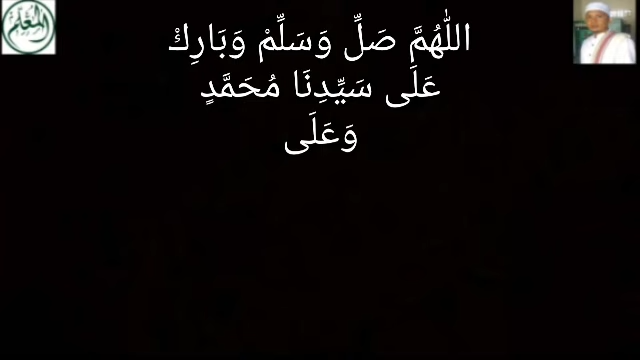 اللّٰهُمَّ صَلِّ وَسَلِّمْ وَبَارِكْ
عَلَى سَيِّدِنَا مُحَمَّدٍ
وَعَلَى